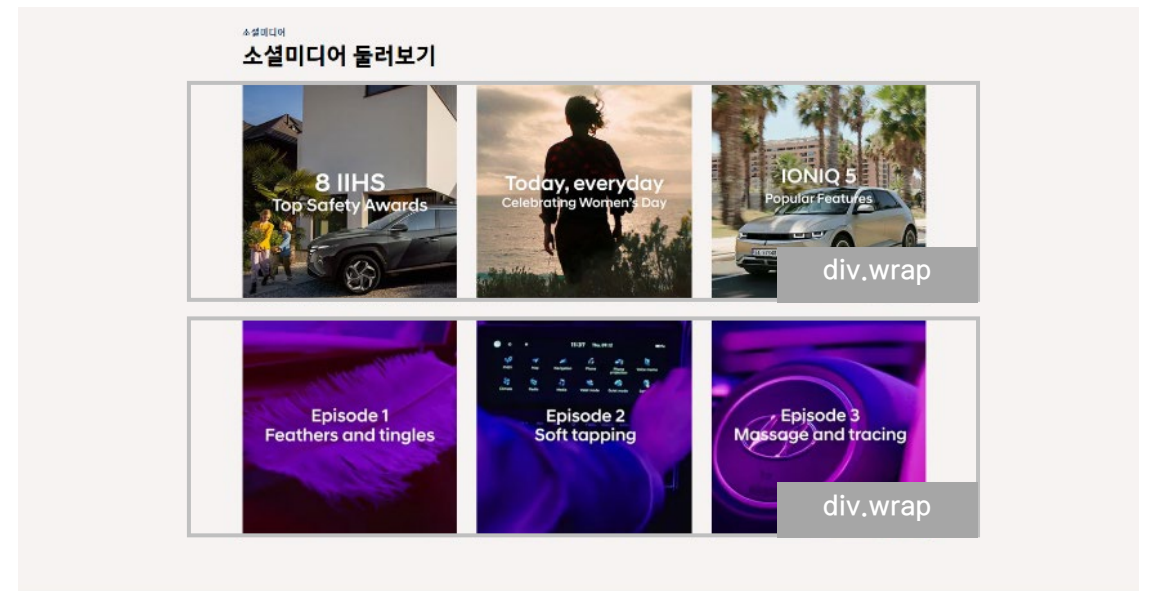 소셜미디어
소셜미디어 둘러보기
8 IIHS
Top Safety Awards
Today, everyday
Celebrating Women's Day
IONIQ 5
Popular Features
div.wrap
Episode 1
Feathers and tingles
Episode 2
Soft tapping
Episode 3
Massage and tracing
div.wrap